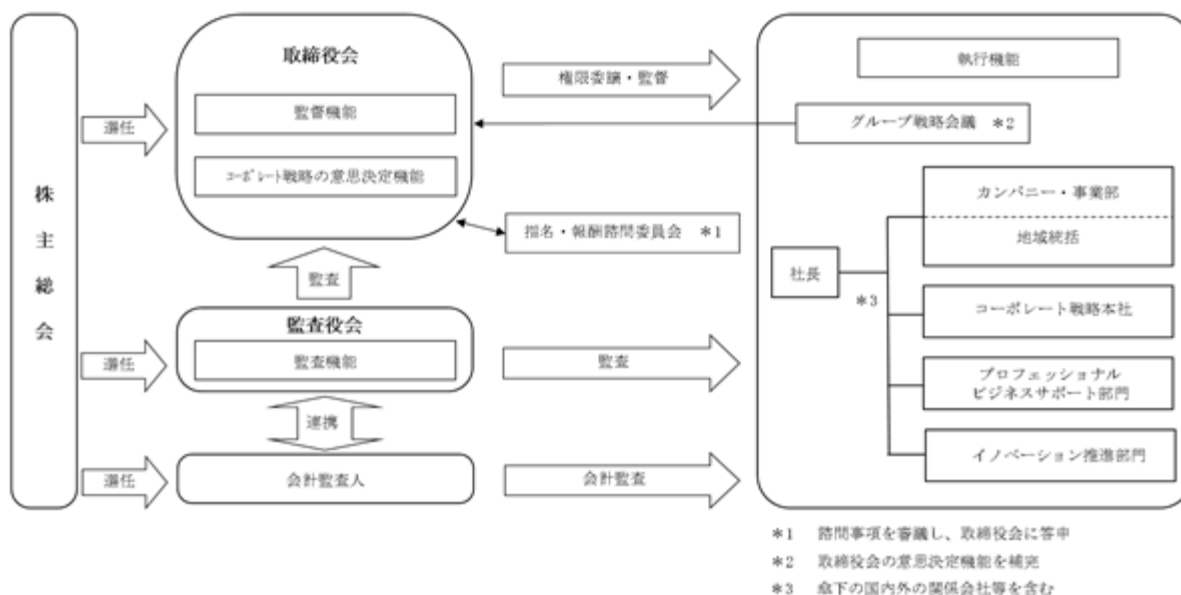 株主総会
選任
選任
選任
取締役会
監督機能
コーポレート戦略の意思決定機能
監査
監査役会
監査機能
連携
会計監査人
権限委譲・監督
指名・報酬諮問委員会 *1
監査
会計監査
執行機能
グループ戦略会議 *2
社長
*3
カンパニー・事業部
地域統括
コーポレート戦略本社
プロフェッショナル
ビジネスサポート部門
イノベーション推進部門
*1 諮問事項を審議し、取締役会に答申
*2 取締役会の意思決定機能を補完
*3 傘下の国内外の関係会社等を含む